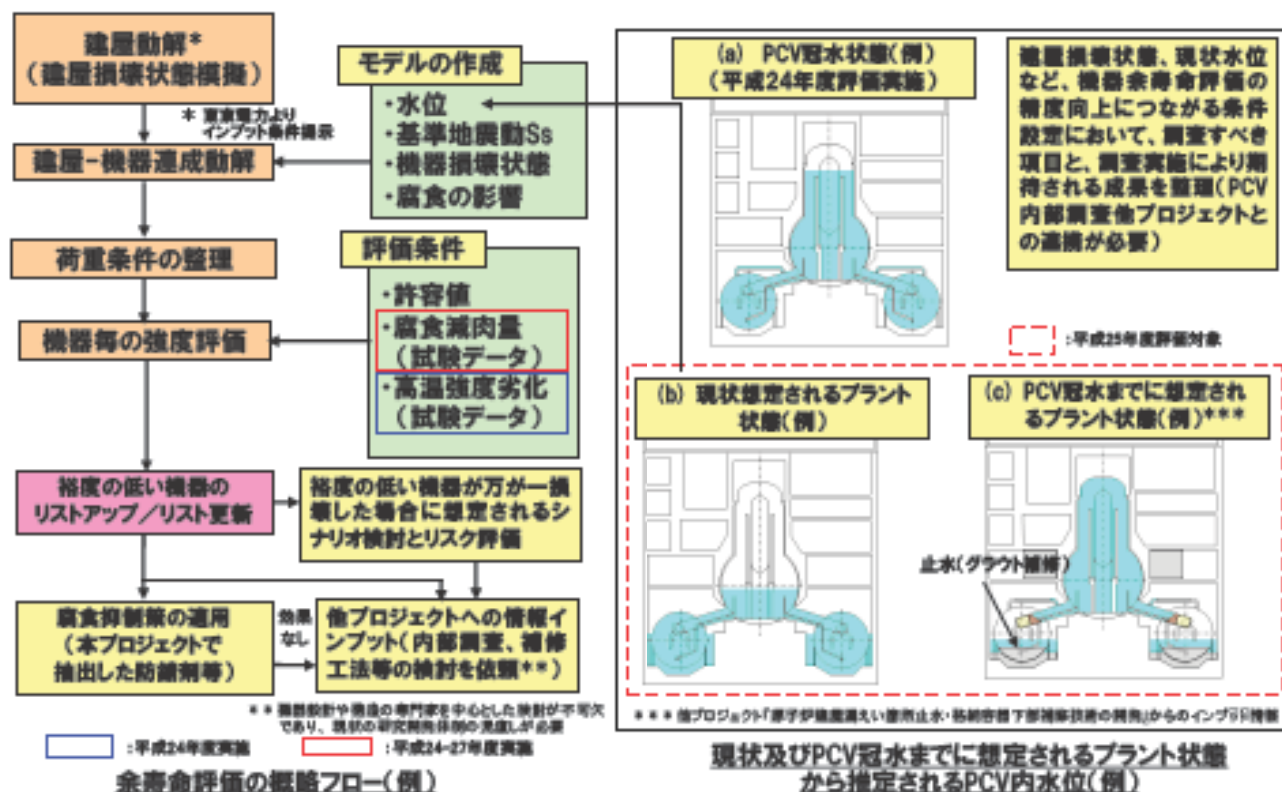 建屋動解*
(建屋損壊状態模擬)
* 東京電力より
インプット条件提示
建屋-機器連成動解
荷重条件の整理
機器毎の強度評価
裕度の低い機器の
リストアップ/リスト更新
腐食抑制策の適用
(本プロジェクトで
抽出した防錆剤等)
効果
なし
モデルの作成
・水位
・基準地震動Ss
・機器損壊状態
・腐食の影響
評価条件
・許容値
・腐食減肉量
(試験データ)
・高温強度劣化
(試験データ)
裕度の低い機器が万が一損
壊した場合に想定されるシ
ナリオ検討とリスク評価
他プロジェクトへの情報イ
ンプット(内部調査、補修
工法等の検討を依頼**)
** 機器設計や構造の専門家を中心とした検討が不可欠
であり、現状の研究開発体制の見直しが必要
:平成24年度実施
:平成24-27年度実施
余寿命評価の概略フロー(例)
(a) PCV冠水状態(例)
(平成24年度評価実施)
建屋損壊状態、現状水位
など、機器余寿命評価の
精度向上につながる条件
設定において、調査すべき
項目と、調査実施により期
待される成果を整理(PCV
内部調査他プロジェクトと
の連携が必要)
:平成25年度評価対象
(b) 現状想定されるプラント
状態(例)
(c) PCV冠水までに想定され
るプラント状態(例)***
止水(グラウト補修)
*** 他プロジェクト「原子炉建屋漏えい箇所止水・格納容器下部補修技術の開発」からのインプット情報
現状及びPCV冠水までに想定されるプラント状態
から推定されるPCV内水位(例)